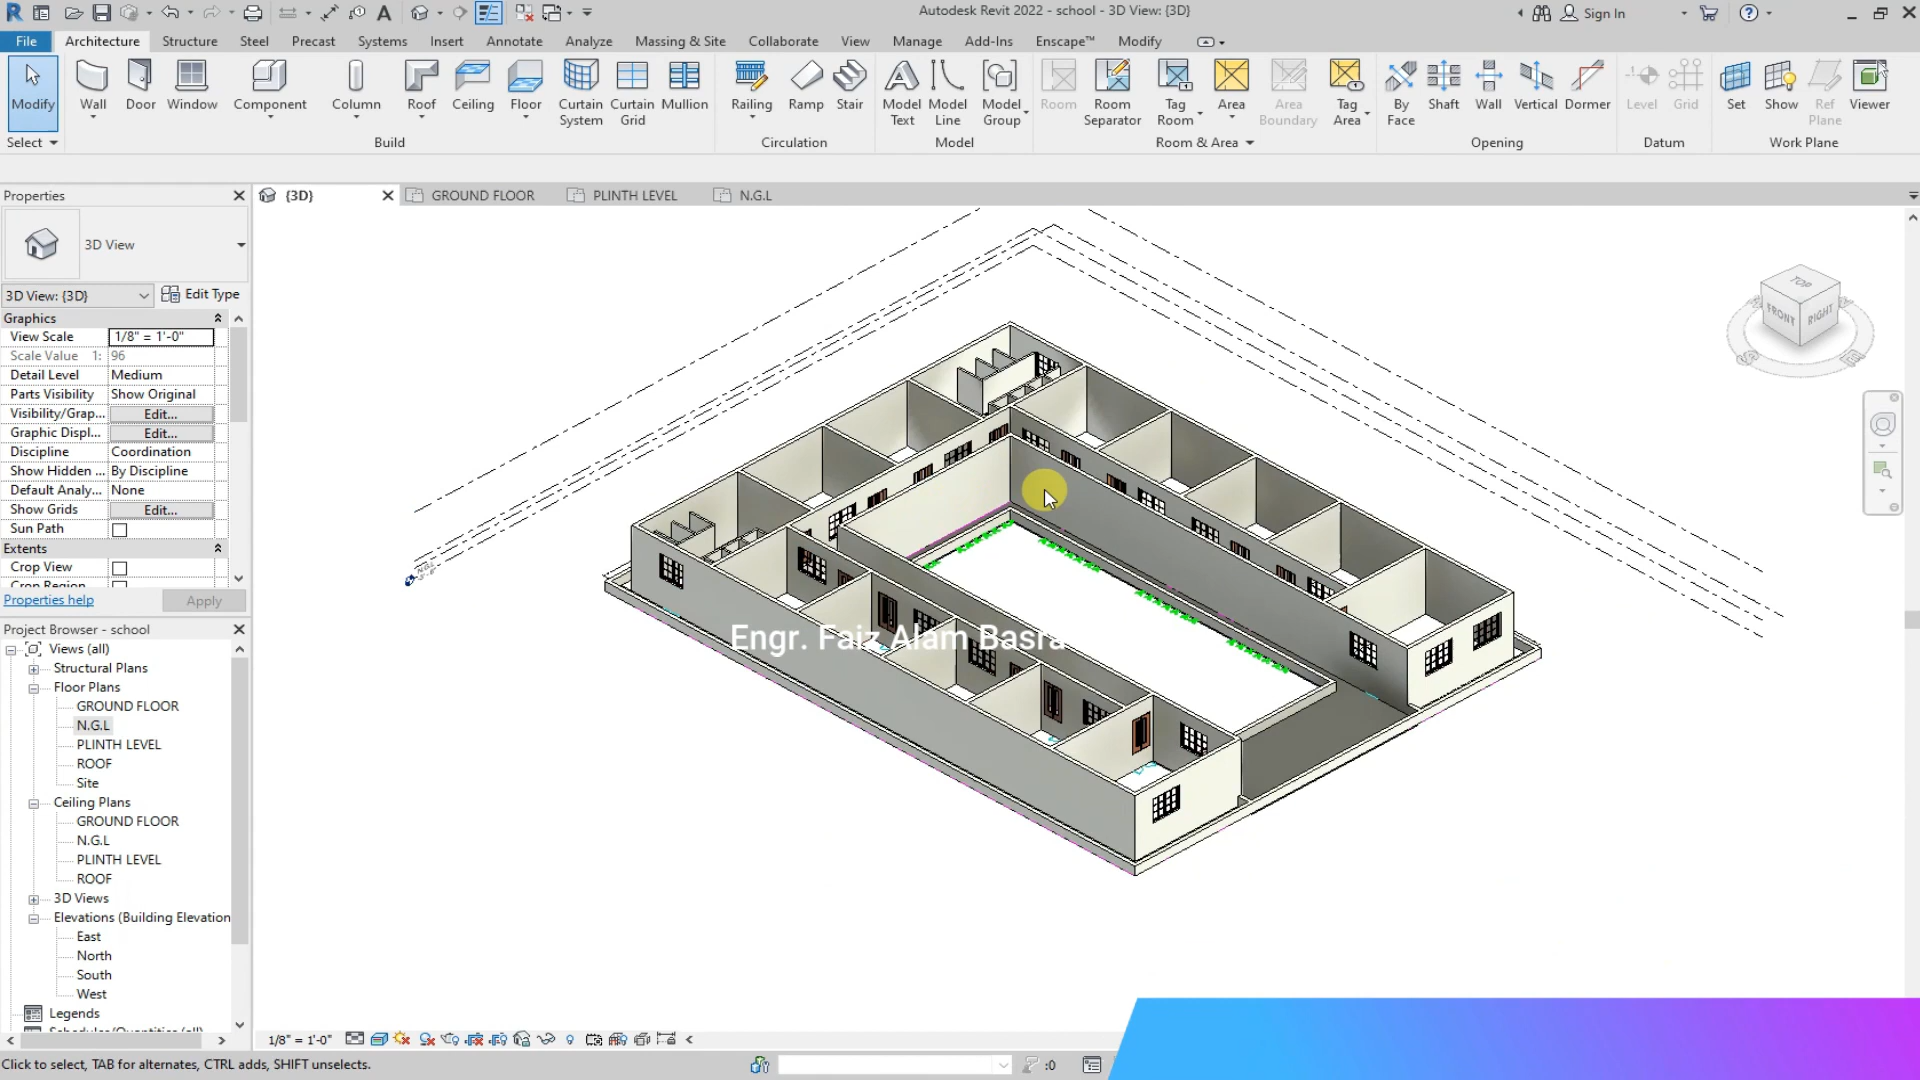 Autodesk Revit 2022 - school - 3D View: {3D}
Sign In
File Architecture Structure Steel Precast Systems Insert Annotate Analyze Massing & Site Collaborate View Manage Add-Ins Enscape™ Modify
Modify
Wall
Door
Window
Component
Column
Roof
Ceiling
Floor
Curtain System
Curtain Grid
Mullion
Railing
Ramp
Stair
Model Text
Model Line
Model Group
Room
Room Separator
Tag Room
Area
Area Boundary
Tag Area
By Face
Shaft
Wall
Vertical
Dormer
Level
Grid
Set
Show
Ref Plane
Viewer
Select
Build
Circulation
Model
Room & Area
Opening
Datum
Work Plane
Properties
{3D}
GROUND FLOOR
PLINTH LEVEL
N.G.L
3D View
3D View: {3D}
Edit Type
Graphics
View Scale 1/8" = 1'-0"
Scale Value 1: 96
Detail Level Medium
Parts Visibility Show Original
Visibility/Grap... Edit...
Graphic Displ... Edit...
Discipline Coordination
Show Hidden ... By Discipline
Default Analy... None
Show Grids Edit...
Sun Path
Extents
Crop View
Properties help
Apply
Project Browser - school
Views (all)
Structural Plans
Floor Plans
GROUND FLOOR
N.G.L
PLINTH LEVEL
ROOF
Site
Ceiling Plans
GROUND FLOOR
N.G.L
PLINTH LEVEL
ROOF
3D Views
Elevations (Building Elevation
East
North
South
West
Legends
TOP
FRONT
RIGHT
Engr. Faiz Alam Basra
1/8" = 1'-0"
Click to select, TAB for alternates, CTRL adds, SHIFT unselects.
:0